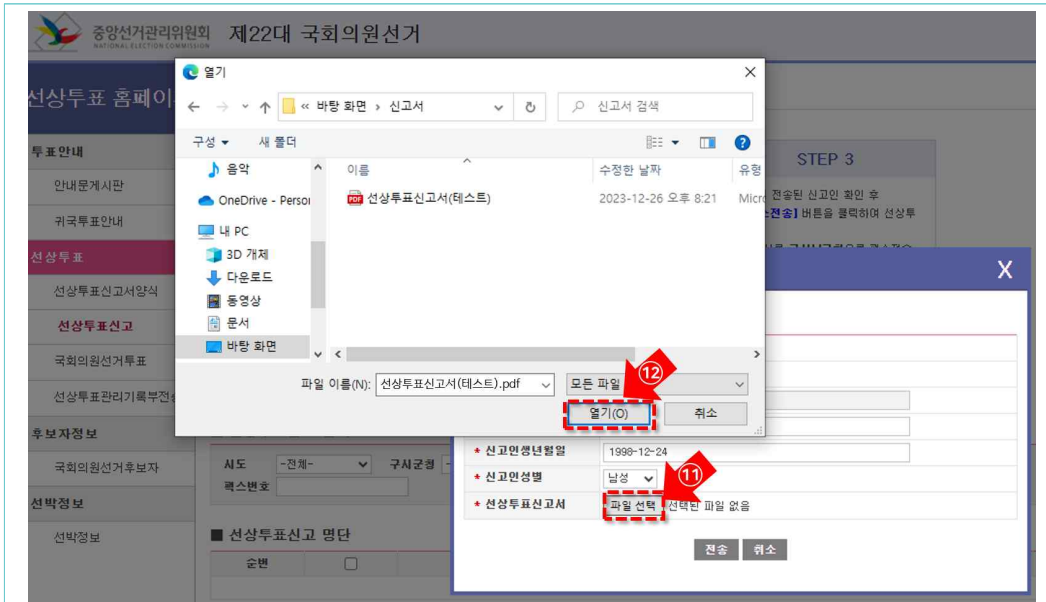 중앙선거관리위원회
NATIONAL ELECTION COMMISSION
제22대 국회의원선거
선상투표 홈페이
투표안내
안내문게시판
귀국투표안내
선상투표
선상투표신고서양식
선상투표신고
국회의원선거투표
선상투표관리기록부전송
후보자정보
국회의원선거후보자
선박정보
선박정보
열기
« 바탕 화면 › 신고서
신고서 검색
구성
새 폴더
음악
OneDrive - Person
내 PC
3D 개체
다운로드
동영상
문서
바탕 화면
이름
수정한 날짜
유형
PDF
선상투표신고서(테스트)
2023-12-26 오후 8:21
Micro
파일 이름(N):
선상투표신고서(테스트).pdf
모든 파일
⑫
열기(O)
취소
STEP 3
전송된 신고인 확인 후
전송] 버튼을 클릭하여 선상투
X
* 신고인생년월일
1998-12-24
* 신고인성별
남성
⑪
* 선상투표신고서
파일 선택
선택된 파일 없음
전송
취소
시도
-전체-
구시군청
팩스번호
■ 선상투표신고 명단
순번